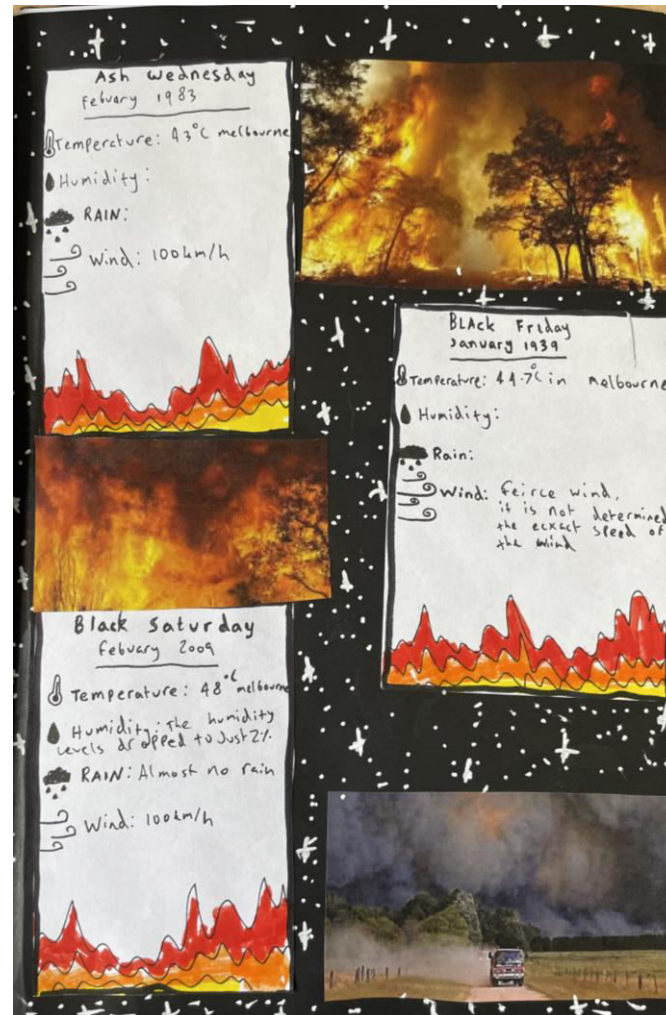 Ash Wednesday
Febuary 1983
Temperature: 43°C melbourne
Humidity:
RAIN:
Wind: 100km/h
BLAck Friday
January 1939
Temperature: 44.7°C in melbourne
Humidity:
Rain:
Wind: feirce wind,
it is not determined
the ecxact speed of
the wind
Black Saturday
febuary 2009
Temperature: 48°C melbourne
Humidity: The humidity
levels dropped to Just 2%
RAIN: Almost no rain
Wind: 100km/h